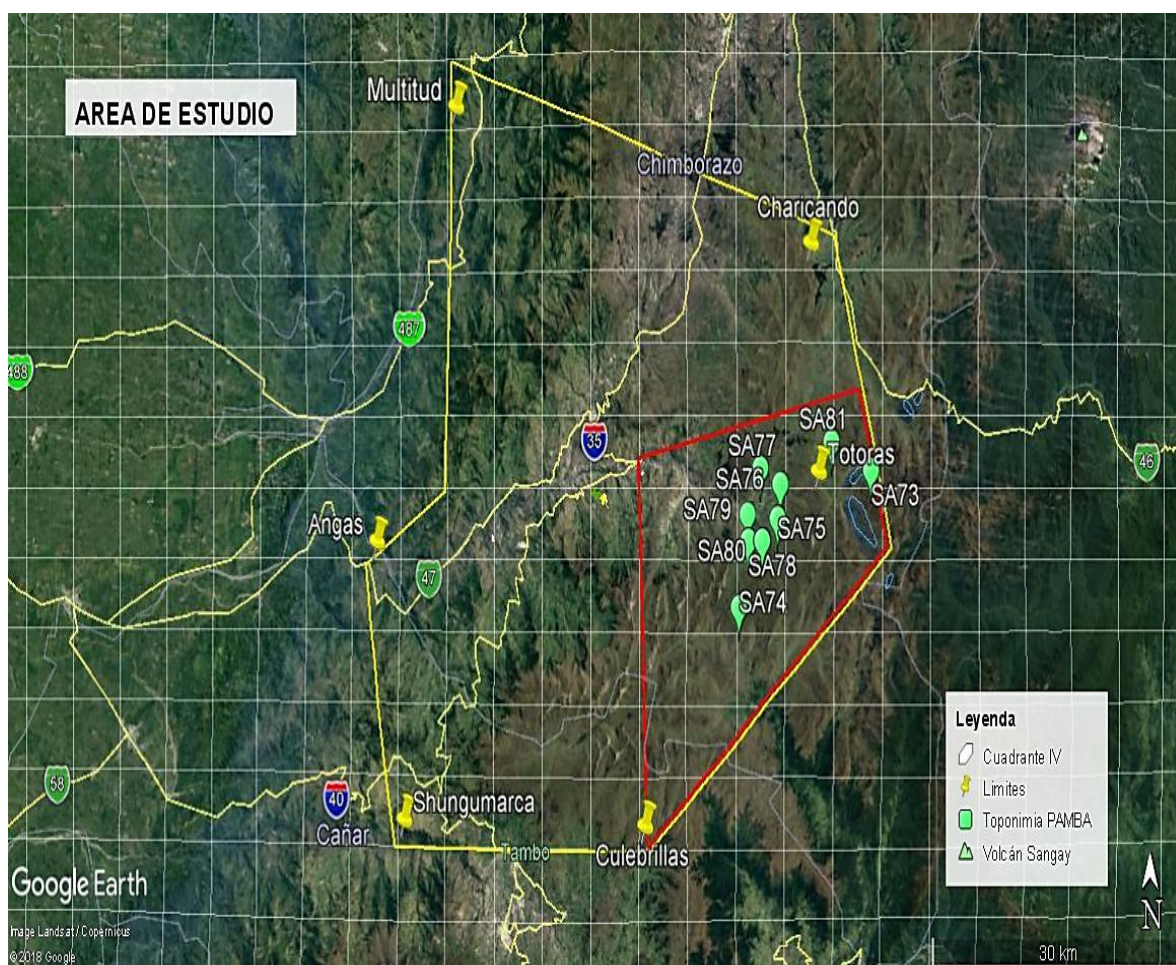 AREA DE ESTUDIO
Multitud
Chimborazo
Charicando
487
488
35
SA81
SA77
Totoras
SA76
SA73
46
SA79
SA75
Angas
SA80
SA78
47
SA74
58
40
Shungumarca
Cañar
Tambo
Culebrillas
Leyenda
Cuadrante IV
Limites
Toponimia PAMBA
Volcán Sangay
N
Google Earth
Image Landsat / Copernicus
© 2018 Google
30 km